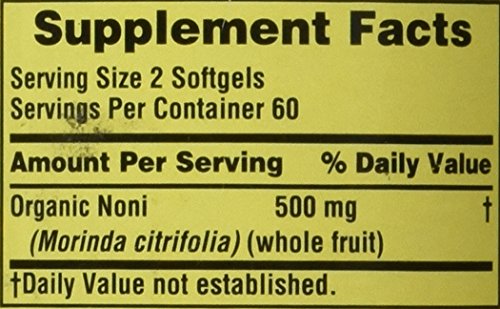 Supplement Facts
Serving Size 2 Softgels
Servings Per Container 60
Amount Per Serving % Daily Value
Organic Noni 500 mg †
(Morinda citrifolia) (whole fruit)
†Daily Value not established.